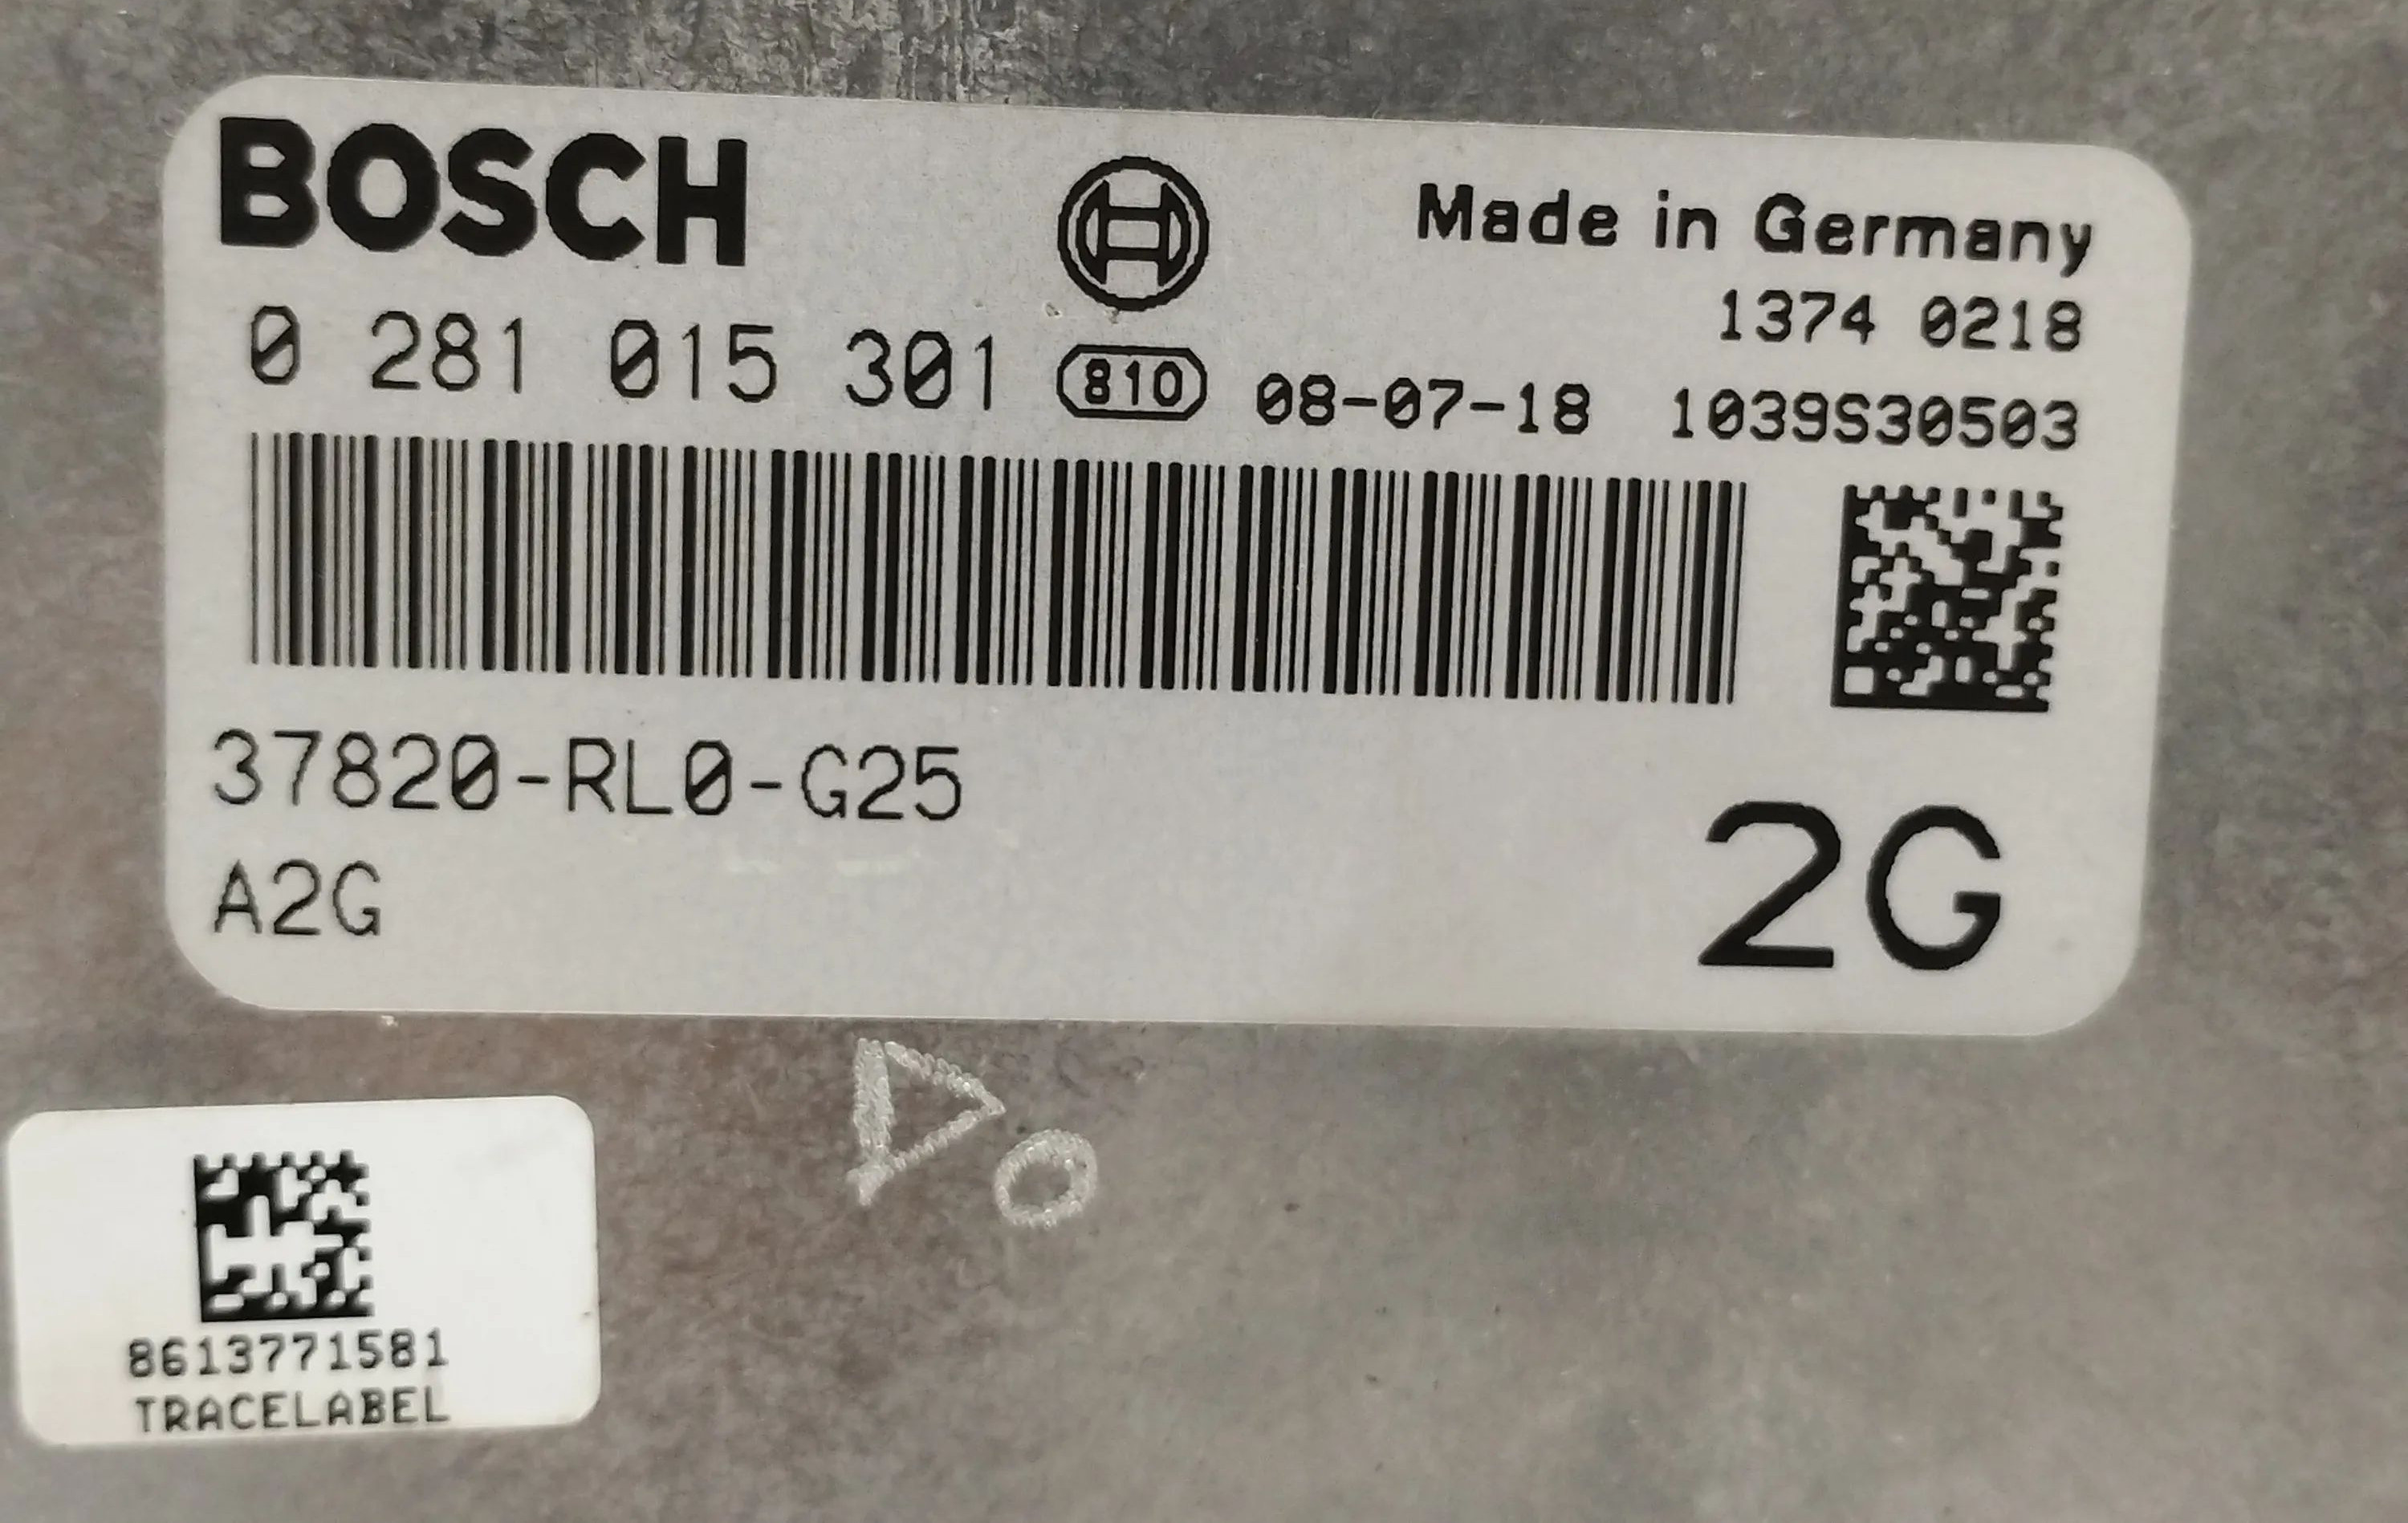 BOSCH
Made in Germany
1374 0218
0 281 015 301 810 08-07-18 1039S30503
37820-RL0-G25
A2G
2G
8613771581
TRACELABEL